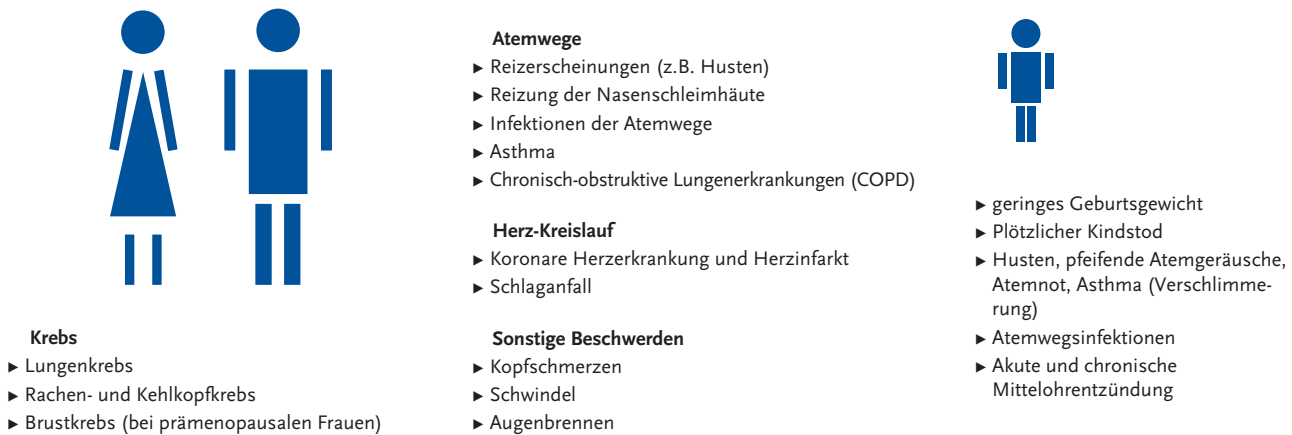 Krebs
► Lungenkrebs
► Rachen- und Kehlkopfkrebs
► Brustkrebs (bei prämenopausalen Frauen)
Atemwege
► Reizerscheinungen (z.B. Husten)
► Reizung der Nasenschleimhäute
► Infektionen der Atemwege
► Asthma
► Chronisch-obstruktive Lungenerkrankungen (COPD)
Herz-Kreislauf
► Koronare Herzerkrankung und Herzinfarkt
► Schlaganfall
Sonstige Beschwerden
► Kopfschmerzen
► Schwindel
► Augenbrennen
► geringes Geburtsgewicht
► Plötzlicher Kindstod
► Husten, pfeifende Atemgeräusche,
Atemnot, Asthma (Verschlimme-
rung)
► Atemwegsinfektionen
► Akute und chronische
Mittelohrentzündung